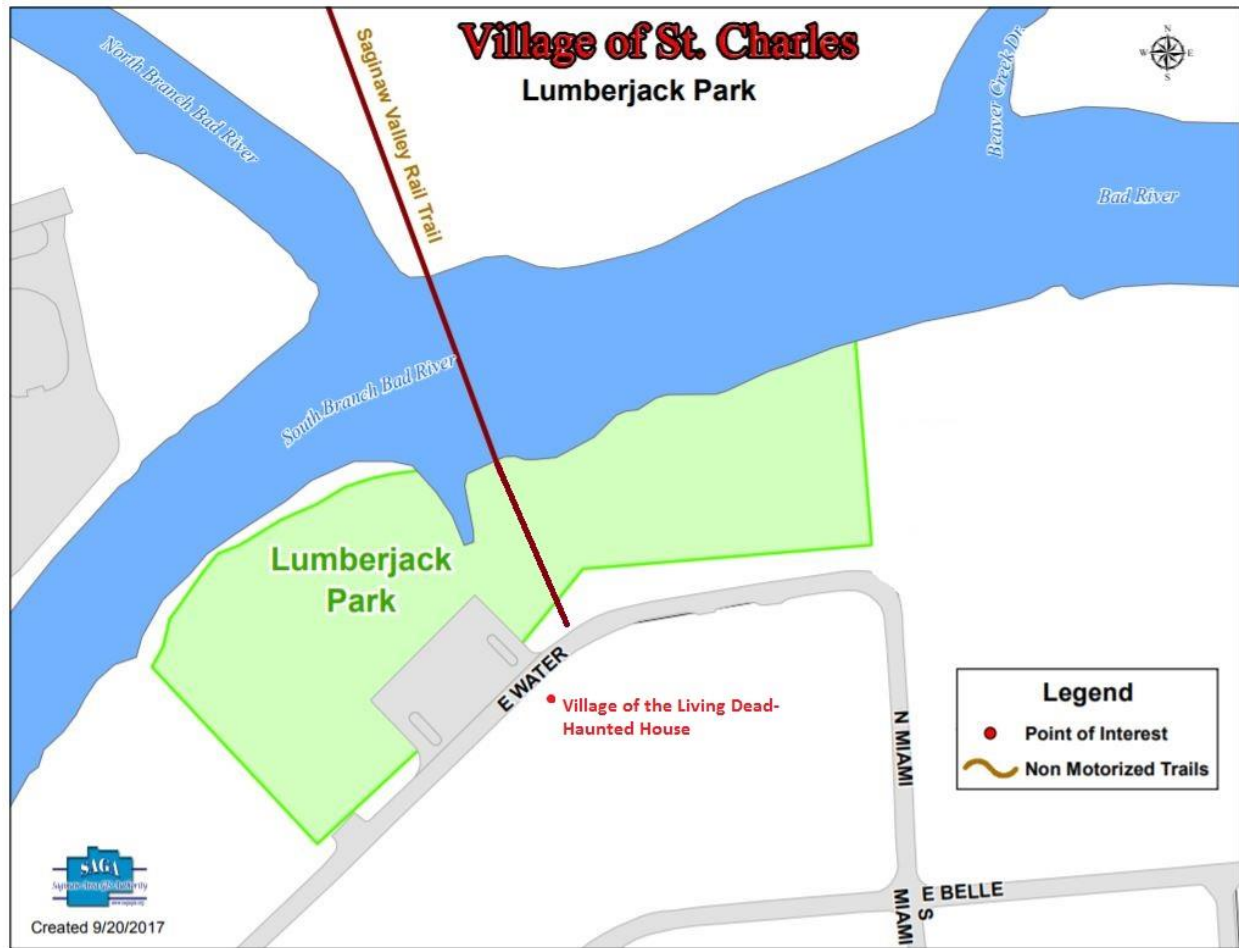 Village of St. Charles
Lumberjack Park
N
W
E
S
North Branch Bad River
Saginaw Valley Rail Trail
Beaver Creek Dr.
Bad River
South Branch Bad River
Lumberjack
Park
E WATER
Village of the Living Dead-
Haunted House
N MIAMI
Legend
Point of Interest
Non Motorized Trails
E BELLE
S
MIAMI
SAGA
Created 9/20/2017